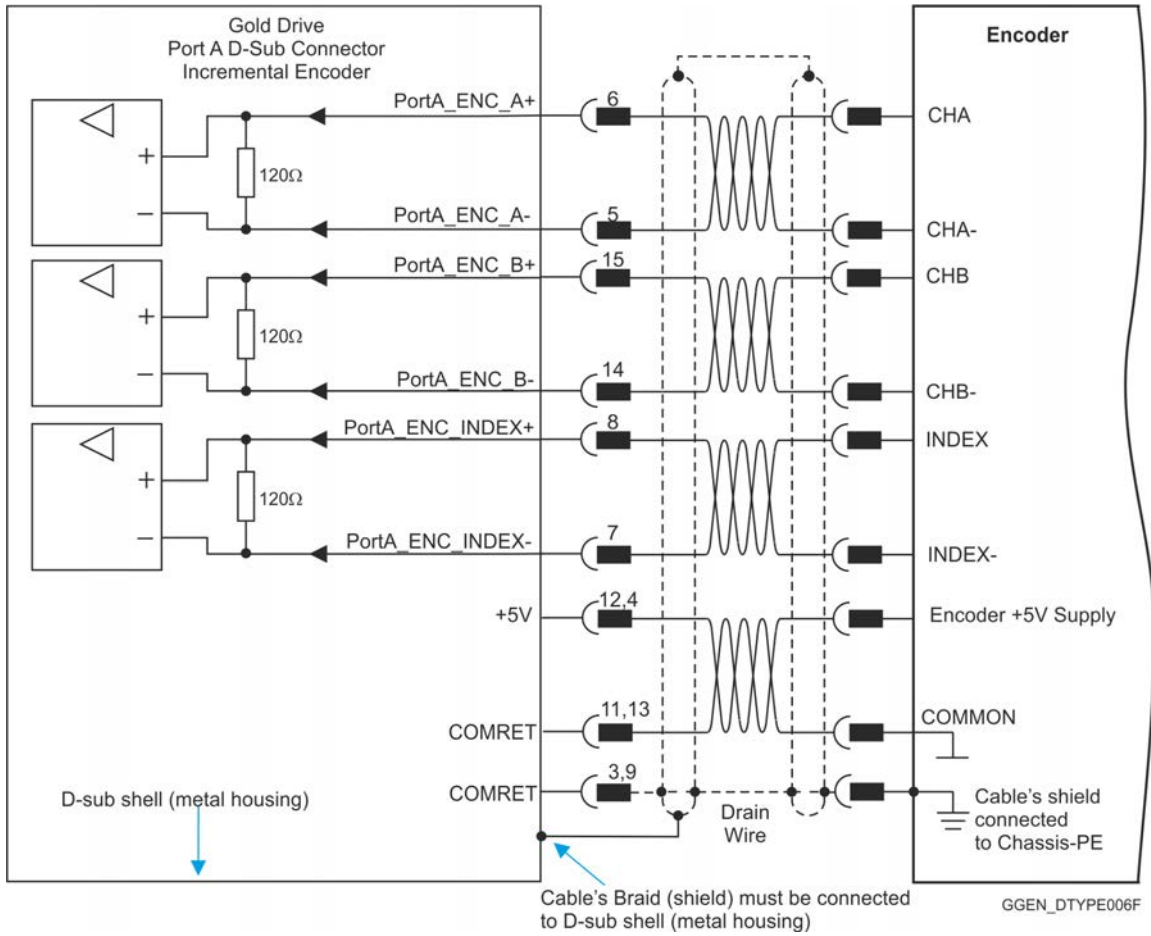 Gold Drive
Port A D-Sub Connector
Incremental Encoder
Encoder
PortA_ENC_A+
6
CHA
+
120Ω
−
PortA_ENC_A-
5
CHA-
PortA_ENC_B+
15
CHB
+
120Ω
−
PortA_ENC_B-
14
CHB-
PortA_ENC_INDEX+
8
INDEX
+
120Ω
−
PortA_ENC_INDEX-
7
INDEX-
+5V
12,4
Encoder +5V Supply
COMRET
11,13
COMMON
COMRET
3,9
D-sub shell (metal housing)
Drain
Wire
Cable's shield
connected
to Chassis-PE
Cable's Braid (shield) must be connected
to D-sub shell (metal housing)
GGEN_DTYPE006F